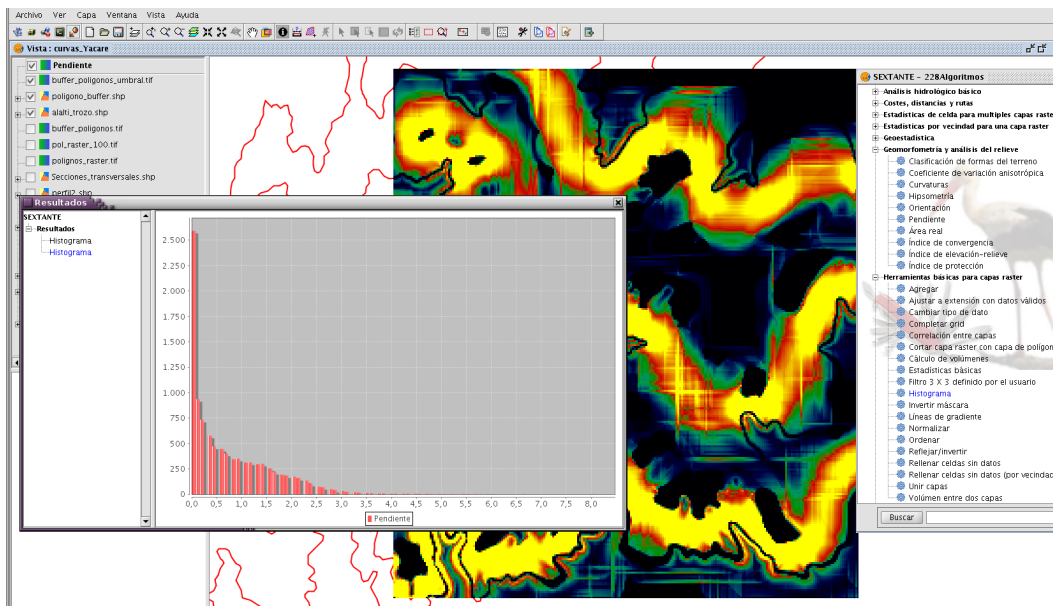 Archivo Ver Capa Ventana Vista Ayuda
Vista : curvas_Yacare
Pendiente
buffer_poligonos_umbral.tif
poligono_buffer.shp
alalti_trozo.shp
buffer_poligonos.tif
pol_raster_100.tif
polignos_raster.tif
Secciones_transversales.shp
perfil2.shp
Resultados
SEXTANTE
Resultados
Histograma
Histograma
2.500
2.250
2.000
1.750
1.500
1.250
1.000
750
500
250
0
0,0 0,5 1,0 1,5 2,0 2,5 3,0 3,5 4,0 4,5 5,0 5,5 6,0 6,5 7,0 7,5 8,0
Pendiente
SEXTANTE - 228Algoritmos
Análisis hidrológico básico
Costes, distancias y rutas
Estadísticas de celda para multiples capas raste
Estadísticas por vecindad para una capa raster
Geoestadística
Geomorfometría y análisis del relieve
Clasificación de formas del terreno
Coeficiente de variación anisotrópica
Curvaturas
Hipsometría
Orientación
Pendiente
Área real
Índice de convergencia
Índice de elevación-relieve
Índice de protección
Herramientas básicas para capas raster
Agregar
Ajustar a extensión con datos válidos
Cambiar tipo de dato
Completar grid
Correlación entre capas
Cortar capa raster con capa de polígon
Cálculo de volúmenes
Estadísticas básicas
Filtro 3 X 3 definido por el usuario
Histograma
Invertir máscara
Líneas de gradiente
Normalizar
Ordenar
Reflejar/invertir
Rellenar celdas sin datos
Rellenar celdas sin datos (por vecindad
Unir capas
Volúmen entre dos capas
Buscar